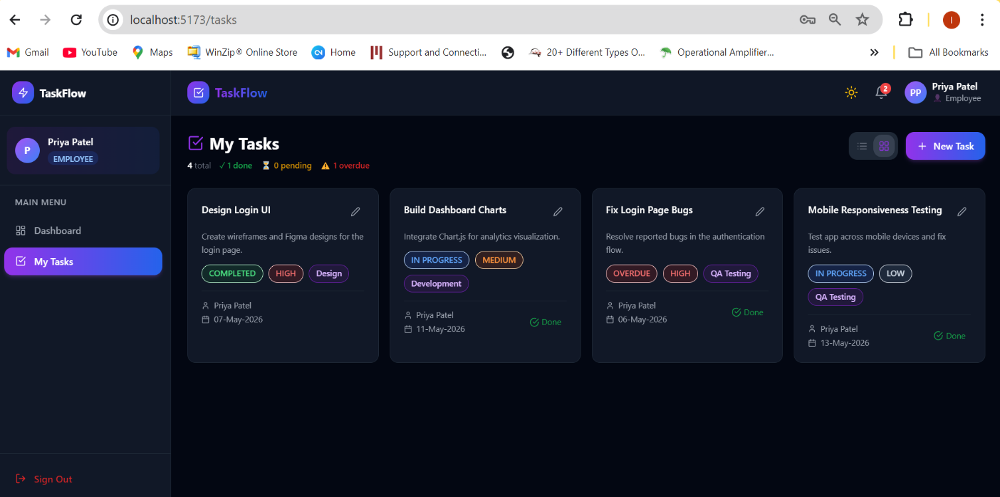 localhost:5173/tasks
Gmail YouTube Maps WinZip® Online Store Home Support and Connecti... 20+ Different Types O... Operational Amplifier... All Bookmarks
I
TaskFlow
P
Priya Patel
EMPLOYEE
MAIN MENU
Dashboard
My Tasks
Sign Out
TaskFlow
2
PP
Priya Patel
Employee
My Tasks
4 total ✓ 1 done ⏳ 0 pending ⚠ 1 overdue
+ New Task
Design Login UI
Create wireframes and Figma designs for the
login page.
COMPLETED HIGH Design
Priya Patel
07-May-2026
Build Dashboard Charts
Integrate Chart.js for analytics visualization.
IN PROGRESS MEDIUM
Development
Priya Patel
11-May-2026
Done
Fix Login Page Bugs
Resolve reported bugs in the authentication
flow.
OVERDUE HIGH QA Testing
Priya Patel
06-May-2026
Done
Mobile Responsiveness Testing
Test app across mobile devices and fix
issues.
IN PROGRESS LOW
QA Testing
Priya Patel
13-May-2026
Done